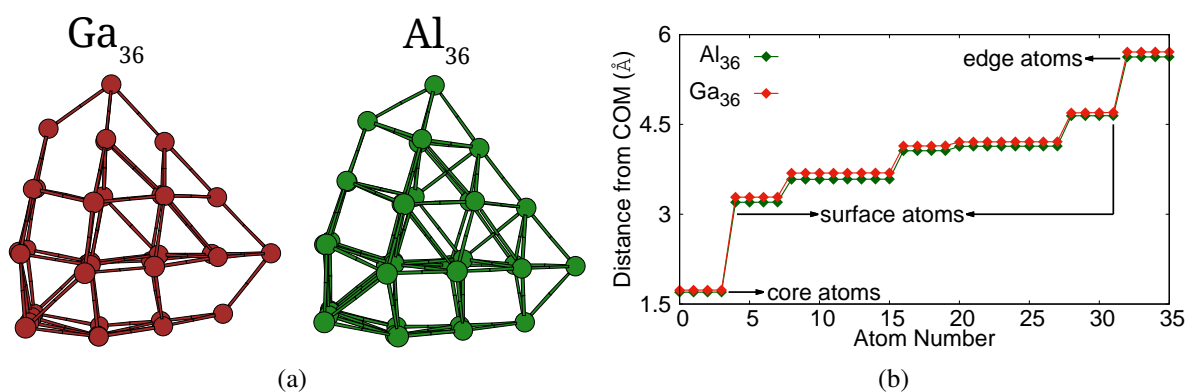 Ga36
Al36
(a)
Distance from COM (Å)
6
4.5
3
1.5
Al36
Ga36
edge atoms
surface atoms
core atoms
0 5 10 15 20 25 30 35
Atom Number
(b)